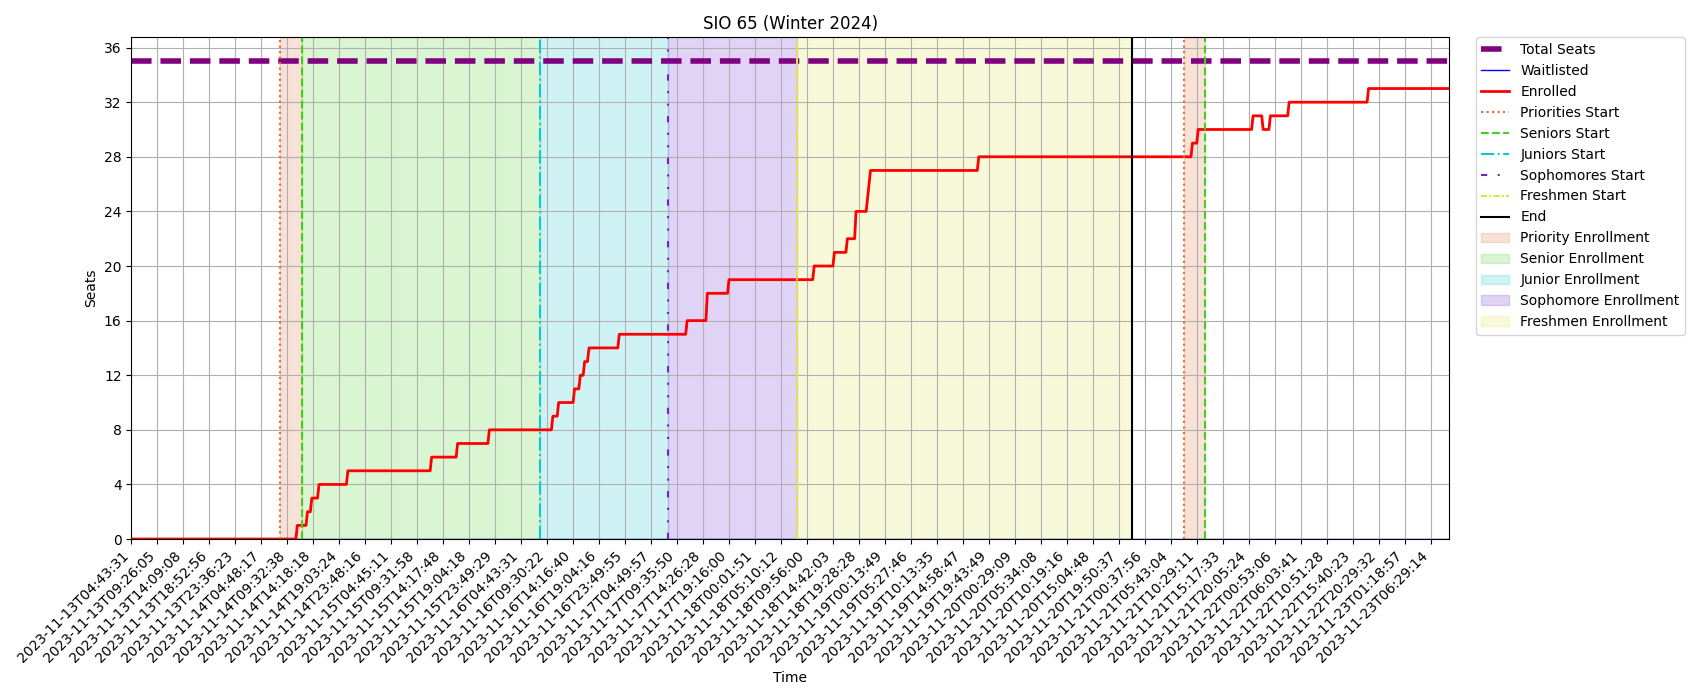 SIO 65 (Winter 2024)
36
32
28
24
20
16
12
8
4
0
Seats
2023-11-13T04:43:31
2023-11-13T09:26:05
2023-11-13T14:09:08
2023-11-13T18:52:56
2023-11-13T23:36:23
2023-11-14T04:48:17
2023-11-14T09:32:38
2023-11-14T14:18:18
2023-11-14T19:03:24
2023-11-14T23:48:16
2023-11-15T04:45:11
2023-11-15T09:31:58
2023-11-15T14:17:48
2023-11-15T19:04:18
2023-11-15T23:49:29
2023-11-16T04:43:31
2023-11-16T09:30:22
2023-11-16T14:16:40
2023-11-16T19:04:16
2023-11-16T23:49:55
2023-11-17T04:49:57
2023-11-17T09:35:50
2023-11-17T14:26:28
2023-11-17T19:16:00
2023-11-18T00:01:51
2023-11-18T05:10:12
2023-11-18T09:56:00
2023-11-18T14:42:03
2023-11-18T19:28:28
2023-11-19T00:13:49
2023-11-19T05:27:46
2023-11-19T10:13:35
2023-11-19T14:58:47
2023-11-19T19:43:49
2023-11-20T00:29:09
2023-11-20T05:34:08
2023-11-20T10:19:16
2023-11-20T15:04:48
2023-11-20T19:50:37
2023-11-21T00:37:56
2023-11-21T05:43:04
2023-11-21T10:29:11
2023-11-21T15:17:33
2023-11-21T20:05:24
2023-11-22T00:53:06
2023-11-22T06:03:41
2023-11-22T10:51:28
2023-11-22T15:40:23
2023-11-22T20:29:32
2023-11-23T01:18:57
2023-11-23T06:29:14
Time
Total Seats
Waitlisted
Enrolled
Priorities Start
Seniors Start
Juniors Start
Sophomores Start
Freshmen Start
End
Priority Enrollment
Senior Enrollment
Junior Enrollment
Sophomore Enrollment
Freshmen Enrollment